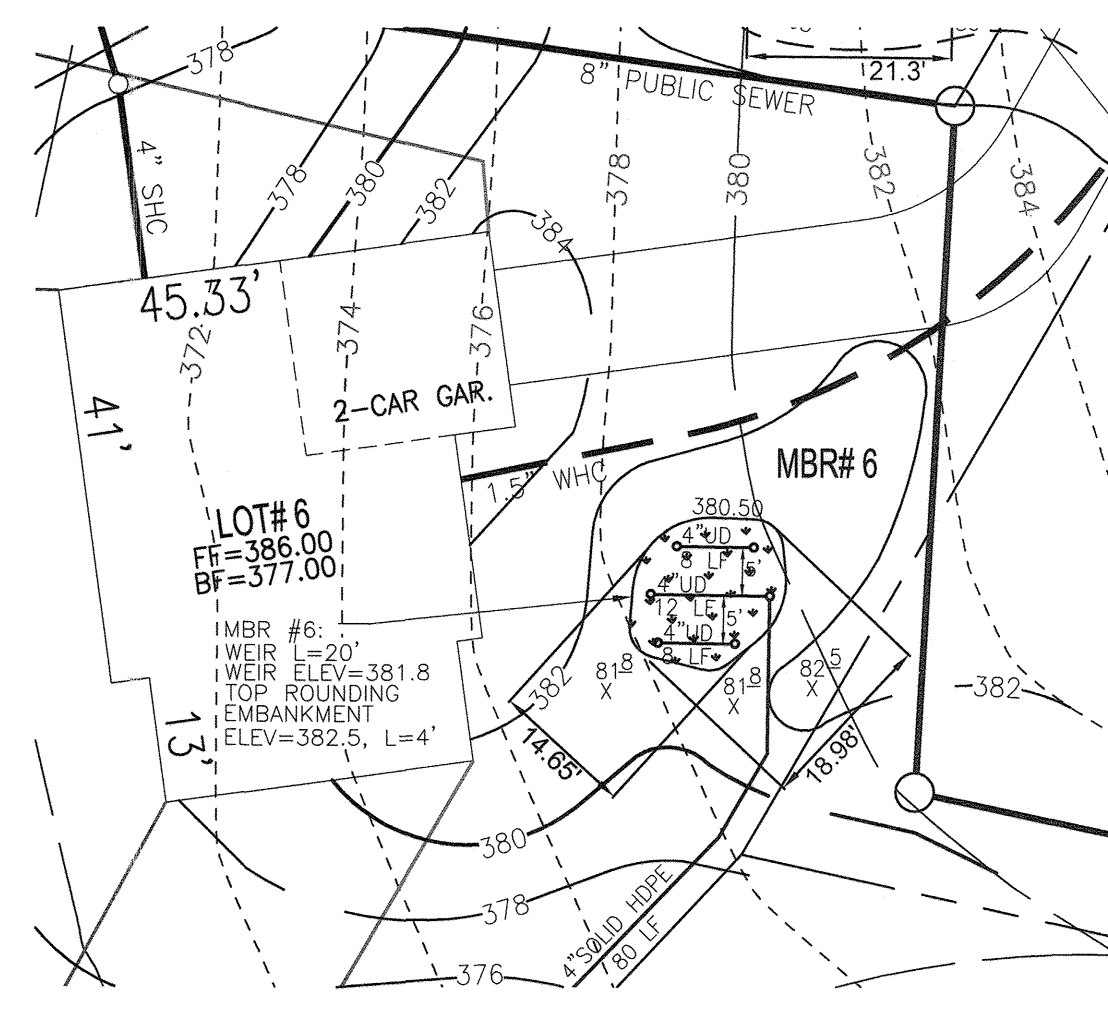 21.3'
378
8" PUBLIC SEWER
4" SHC
378
380
382
378
380
382
384
384
45.33'
372
374
376
2-CAR GAR.
41'
1.5" WHC
MBR# 6
LOT# 6
FF=386.00
BF=377.00
380.50
4"UD
8 LF
5'
4"UD
12 LF
5'
4"UD
8 LF
MBR #6:
WEIR L=20'
WEIR ELEV=381.8
TOP ROUNDING
EMBANKMENT
ELEV=382.5, L=4'
13'
382
81 8
X
81 8
X
82 5
X
382
14.65'
18.98'
380
378
376
4"SOLID HDPE
80 LF